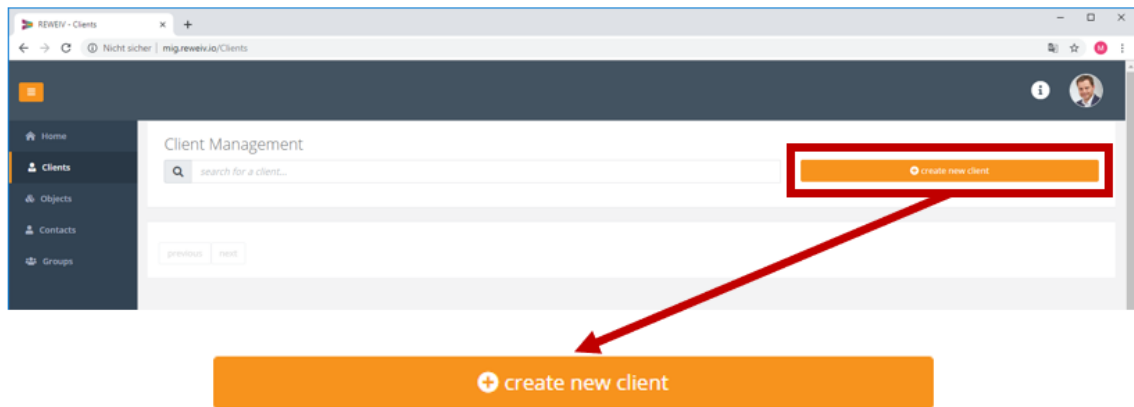 REWEIV - Clients
Nicht sicher | mig.reweiv.io/Clients
M
Home
Client Management
Clients
search for a client...
create new client
Objects
Contacts
previous next
Groups
create new client